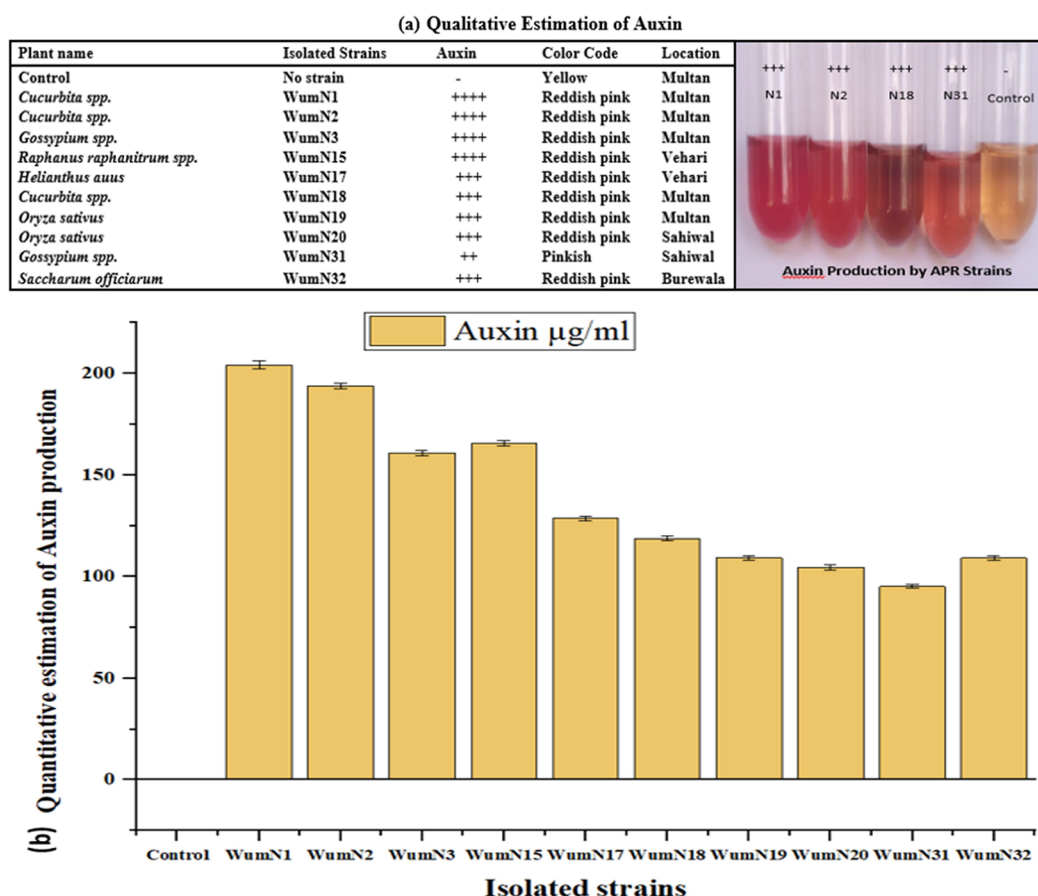 (a) Qualitative Estimation of Auxin
Plant name Isolated Strains Auxin Color Code Location
Control No strain - Yellow Multan
Cucurbita spp. WumN1 ++++ Reddish pink Multan
Cucurbita spp. WumN2 ++++ Reddish pink Multan
Gossypium spp. WumN3 ++++ Reddish pink Multan
Raphanus raphanitrum spp. WumN15 ++++ Reddish pink Vehari
Helianthus auus WumN17 +++ Reddish pink Vehari
Cucurbita spp. WumN18 +++ Reddish pink Multan
Oryza sativus WumN19 +++ Reddish pink Multan
Oryza sativus WumN20 +++ Reddish pink Sahiwal
Gossypium spp. WumN31 ++ Pinkish Sahiwal
Saccharum officiarum WumN32 +++ Reddish pink Burewala
+++ +++ +++ +++ -
N1 N2 N18 N31 Control
Auxin Production by APR Strains
Auxin µg/ml
Quantitative estimation of Auxin production
200
150
100
50
0
(b)
Control WumN1 WumN2 WumN3 WumN15 WumN17 WumN18 WumN19 WumN20 WumN31 WumN32
Isolated strains